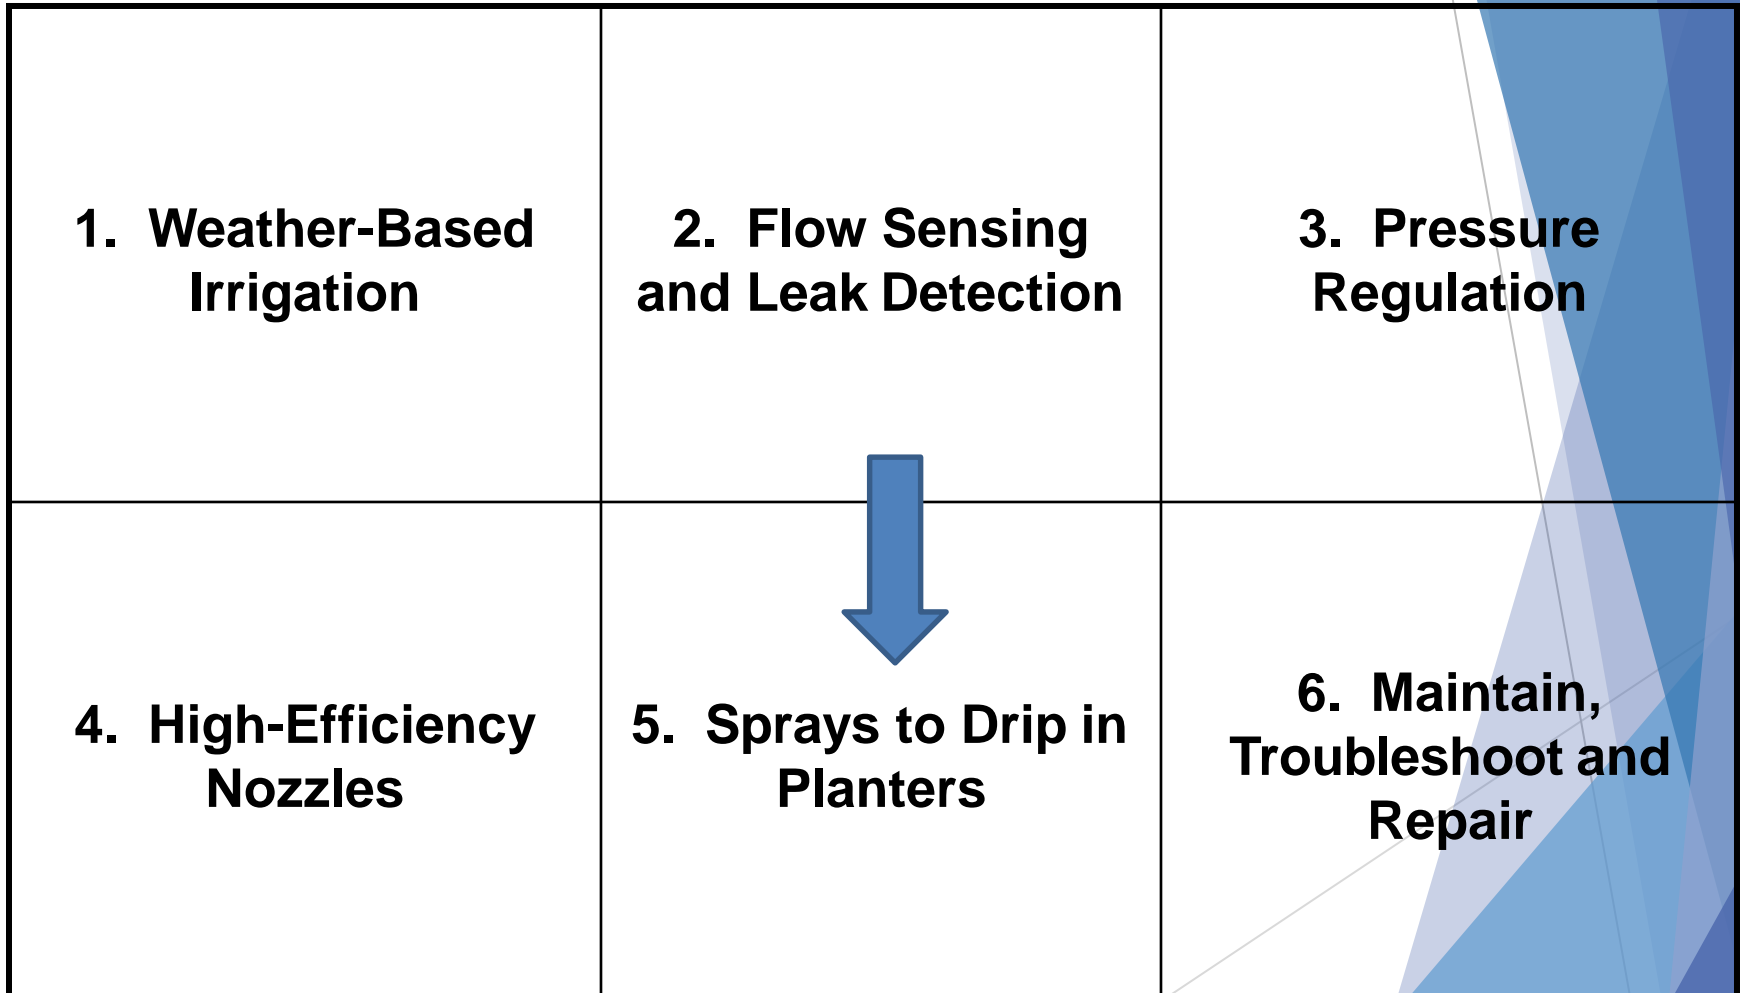 1. Weather-Based
Irrigation
2. Flow Sensing
and Leak Detection
3. Pressure
Regulation
4. High-Efficiency
Nozzles
5. Sprays to Drip in
Planters
6. Maintain,
Troubleshoot and
Repair